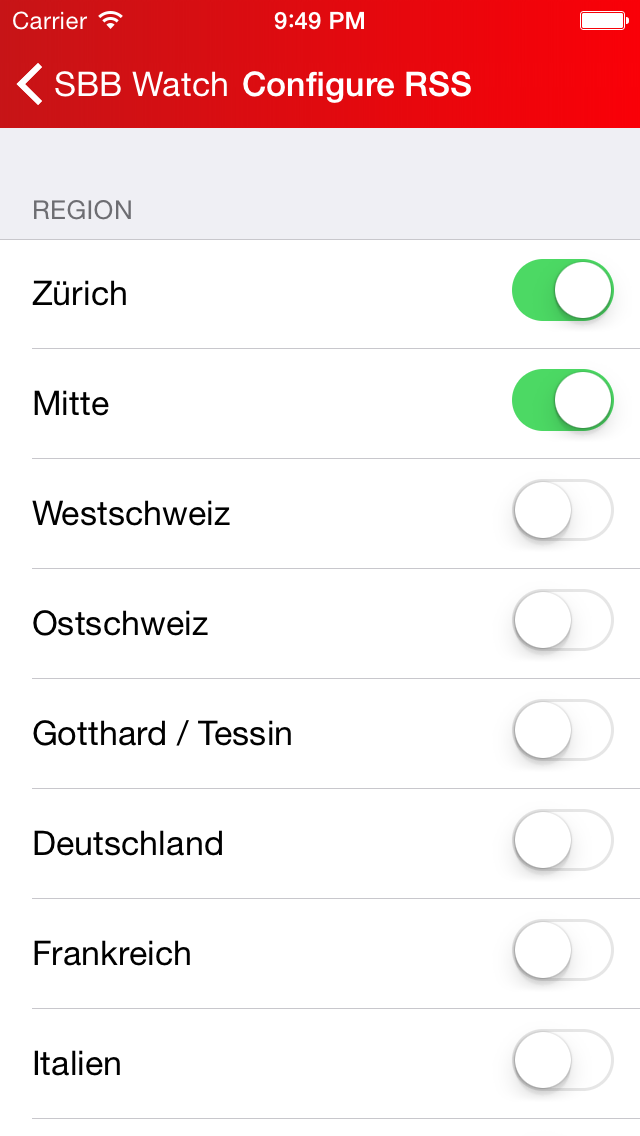 Carrier 9:49 PM
SBB Watch Configure RSS
REGION
Zürich
Mitte
Westschweiz
Ostschweiz
Gotthard / Tessin
Deutschland
Frankreich
Italien